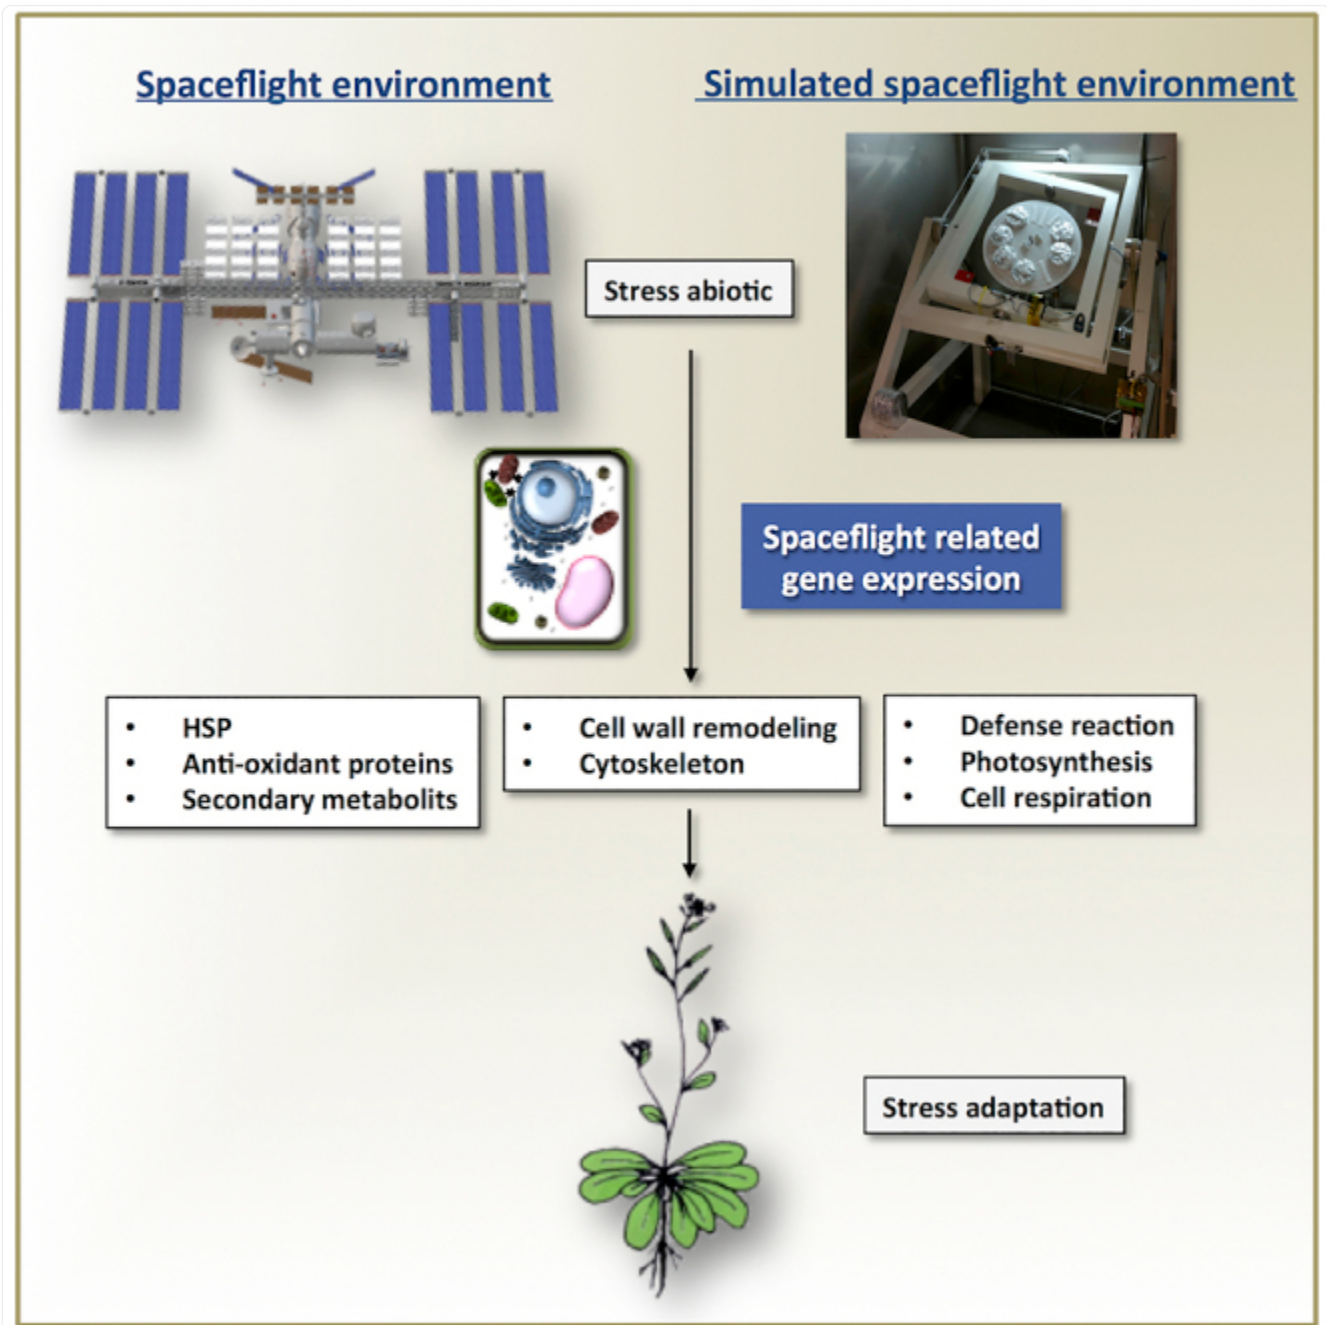 Spaceflight environment
Simulated spaceflight environment
Stress abiotic
Spaceflight related
gene expression
• HSP
• Anti-oxidant proteins
• Secondary metabolits
• Cell wall remodeling
• Cytoskeleton
• Defense reaction
• Photosynthesis
• Cell respiration
Stress adaptation